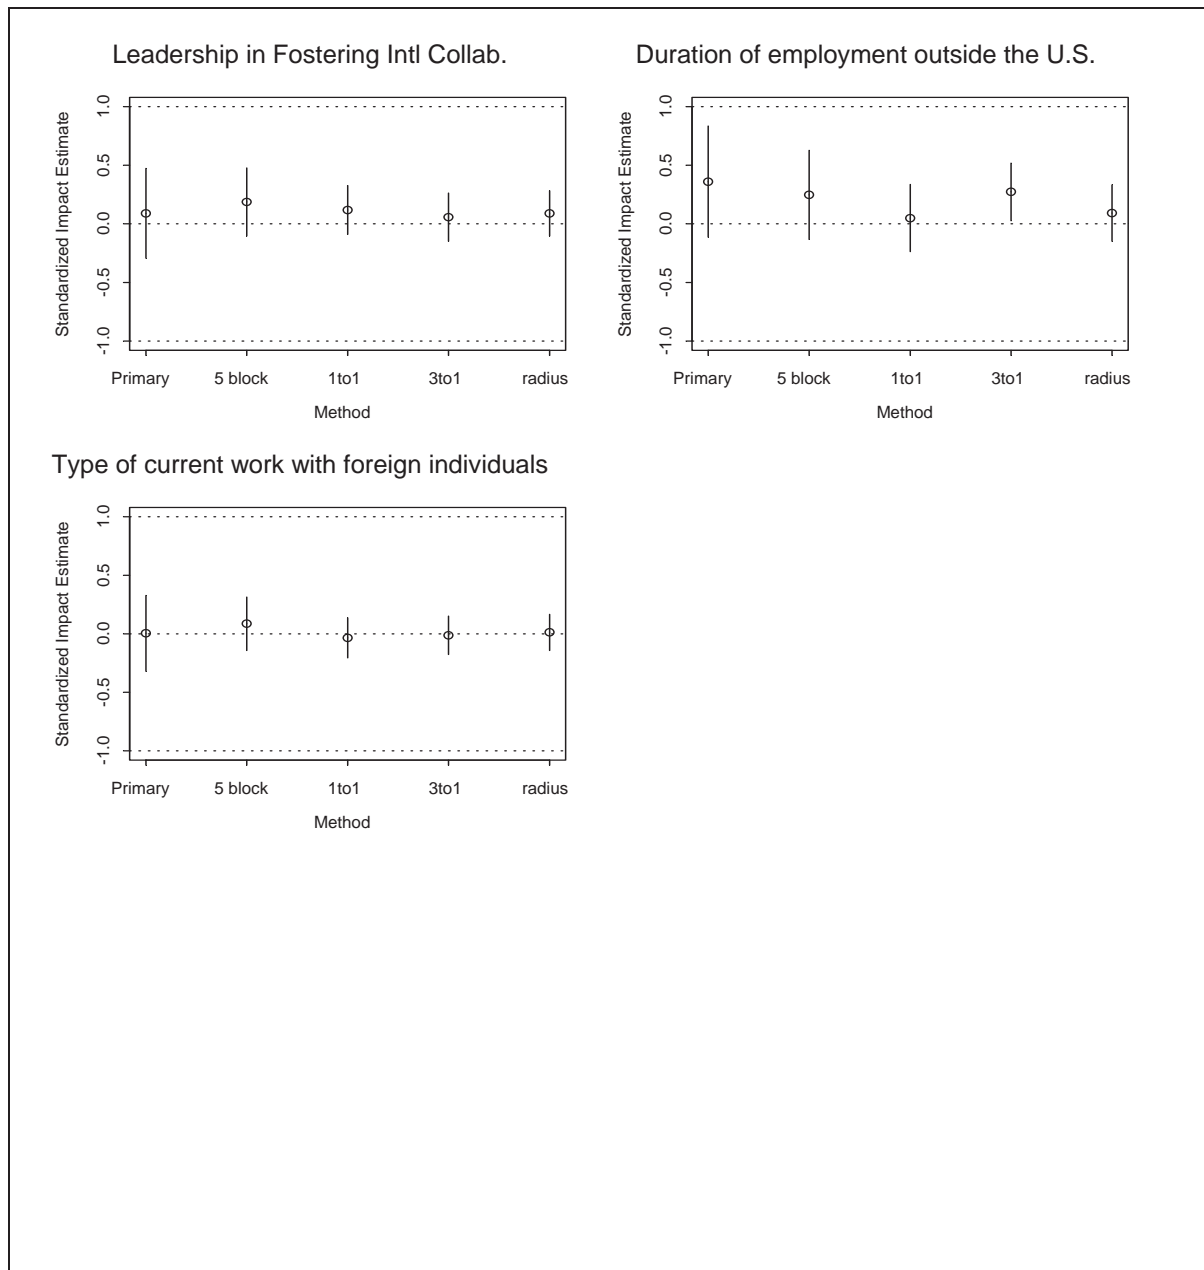 Leadership in Fostering Intl Collab.
Standardized Impact Estimate
1.0
0.5
0.0
-0.5
-1.0
Primary 5 block 1to1 3to1 radius
Method
Duration of employment outside the U.S.
Standardized Impact Estimate
1.0
0.5
0.0
-0.5
-1.0
Primary 5 block 1to1 3to1 radius
Method
Type of current work with foreign individuals
Standardized Impact Estimate
1.0
0.5
0.0
-0.5
-1.0
Primary 5 block 1to1 3to1 radius
Method